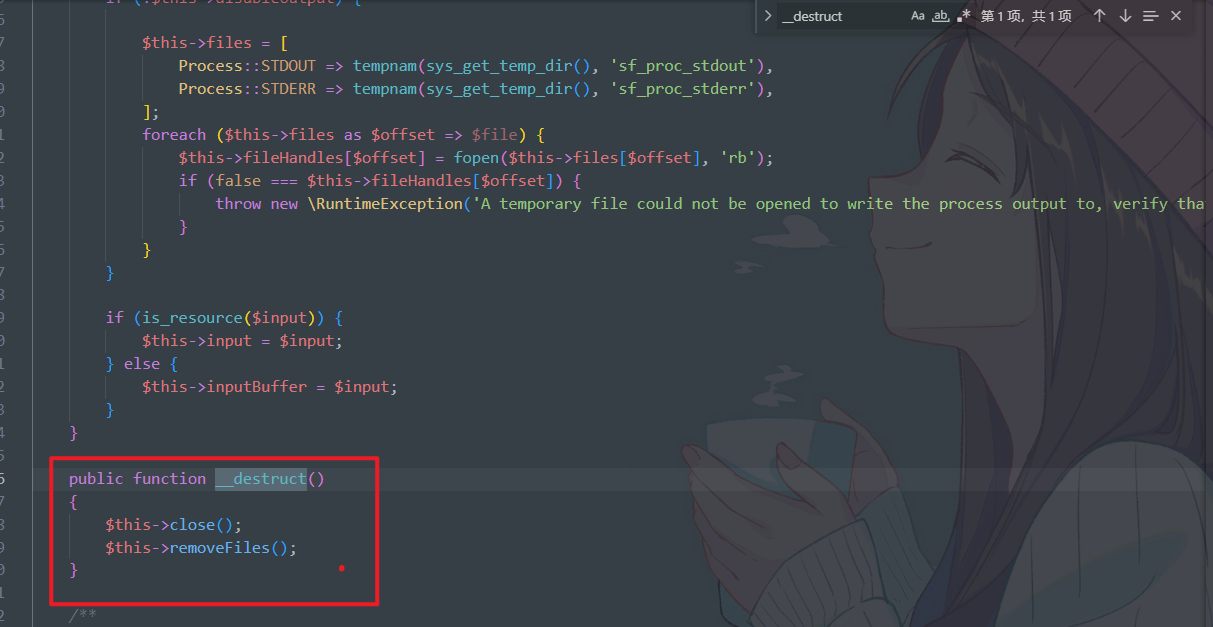 if (!$this->disableOutput) {
__destruct Aa ab .* 第1项, 共1项
$this->files = [
Process::STDOUT => tempnam(sys_get_temp_dir(), 'sf_proc_stdout'),
Process::STDERR => tempnam(sys_get_temp_dir(), 'sf_proc_stderr'),
];
foreach ($this->files as $offset => $file) {
$this->fileHandles[$offset] = fopen($this->files[$offset], 'rb');
if (false === $this->fileHandles[$offset]) {
throw new \RuntimeException('A temporary file could not be opened to write the process output to, verify tha
}
}
}
if (is_resource($input)) {
$this->input = $input;
} else {
$this->inputBuffer = $input;
}
}
public function __destruct()
{
$this->close();
$this->removeFiles();
}
/**